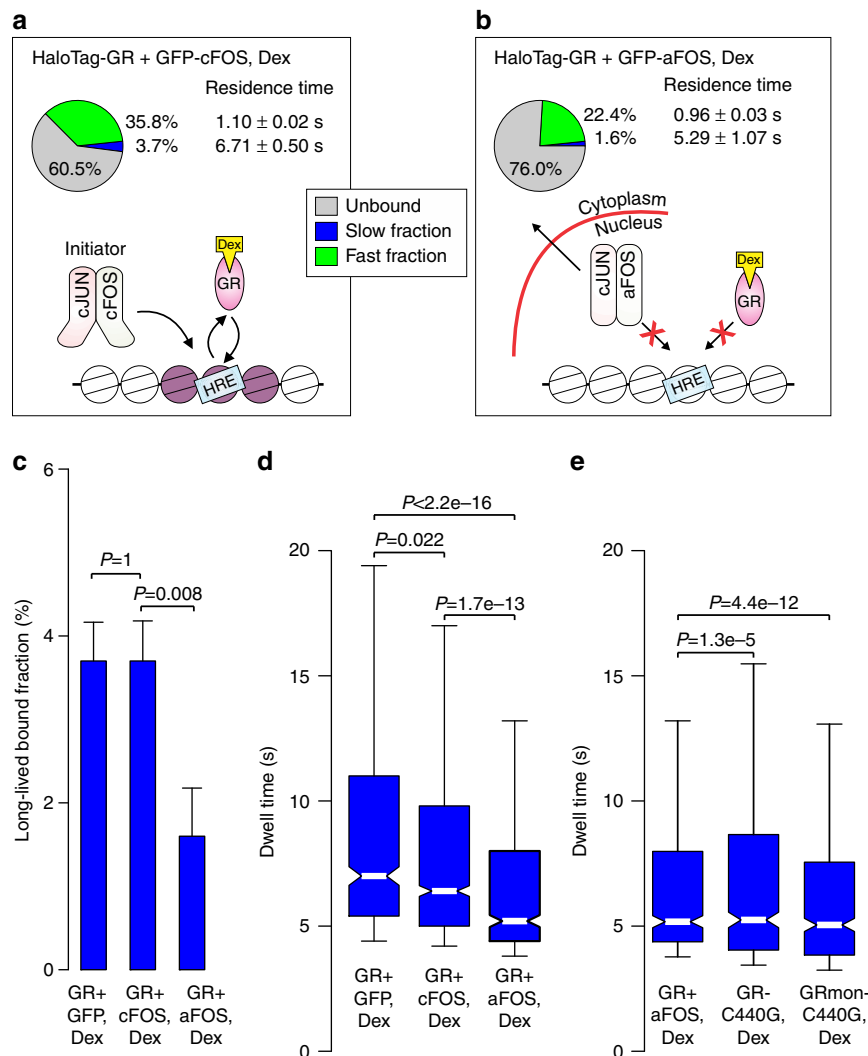 a
HaloTag-GR + GFP-cFOS, Dex
Residence time
35.8% 1.10 ± 0.02 s
3.7% 6.71 ± 0.50 s
60.5%
Initiator
cJUN
cFOS
Dex
GR
HRE
Unbound
Slow fraction
Fast fraction
b
HaloTag-GR + GFP-aFOS, Dex
Residence time
22.4% 0.96 ± 0.03 s
1.6% 5.29 ± 1.07 s
76.0%
Cytoplasm
Nucleus
cJUN
aFOS
Dex
GR
HRE
c
Long-lived bound fraction (%)
6
4
2
0
P=1
P=0.008
GR+
GFP,
Dex
GR+
cFOS,
Dex
GR+
aFOS,
Dex
d
Dwell time (s)
20
15
10
5
0
P<2.2e–16
P=0.022
P=1.7e–13
GR+
GFP,
Dex
GR+
cFOS,
Dex
GR+
aFOS,
Dex
e
Dwell time (s)
20
15
10
5
0
P=4.4e–12
P=1.3e–5
GR+
aFOS,
Dex
GR-
C440G,
Dex
GRmon-
C440G,
Dex